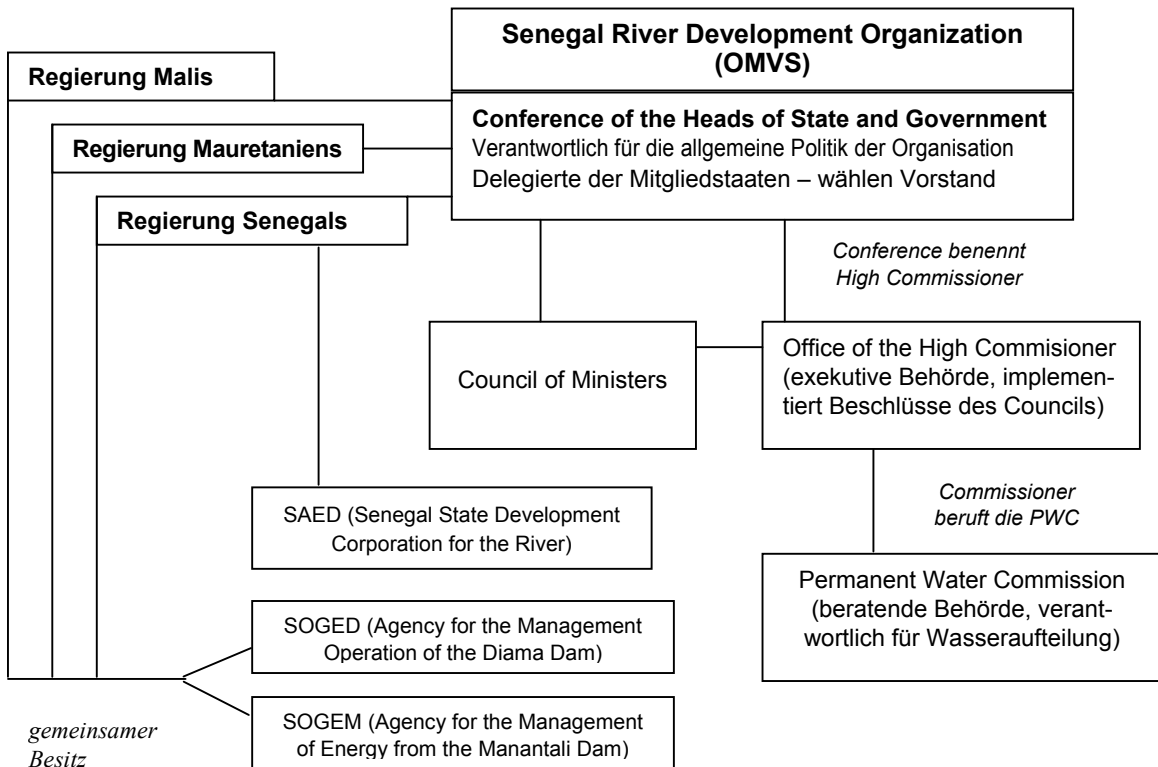 Senegal River Development Organization
(OMVS)
Regierung Malis
Conference of the Heads of State and Government
Verantwortlich für die allgemeine Politik der Organisation
Delegierte der Mitgliedstaaten – wählen Vorstand
Regierung Mauretaniens
Regierung Senegals
Conference benennt
High Commissioner
Council of Ministers
Office of the High Commisioner
(exekutive Behörde, implemen-
tiert Beschlüsse des Councils)
SAED (Senegal State Development
Corporation for the River)
Commissioner
beruft die PWC
Permanent Water Commission
(beratende Behörde, verant-
wortlich für Wasseraufteilung)
SOGED (Agency for the Management
Operation of the Diama Dam)
SOGEM (Agency for the Management
of Energy from the Manantali Dam)
gemeinsamer
Besitz